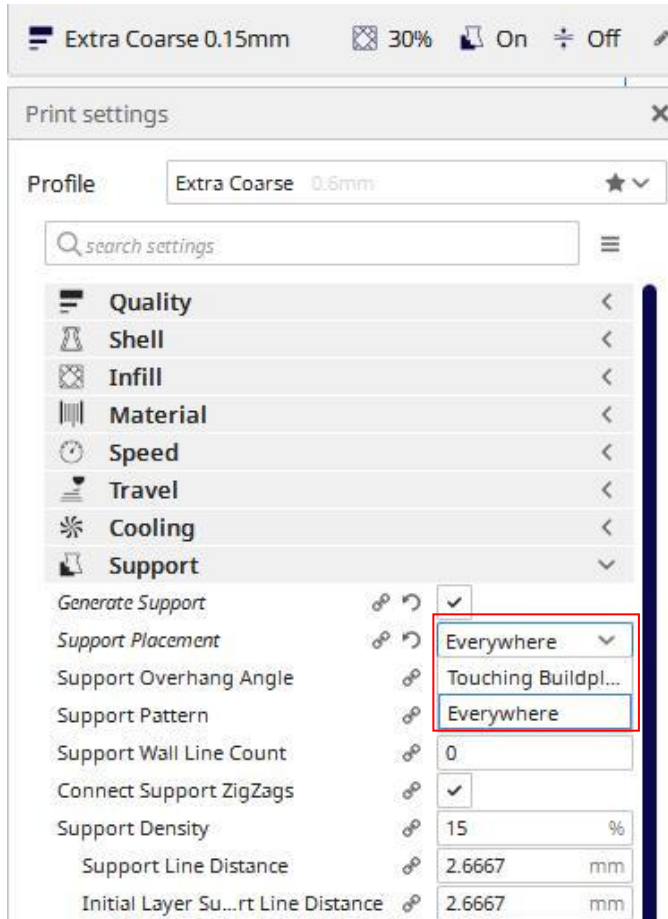 Extra Coarse 0.15mm 30% On Off
Print settings
Profile Extra Coarse 0.6mm
search settings
Quality
Shell
Infill
Material
Speed
Travel
Cooling
Support
Generate Support
Support Placement Everywhere
Support Overhang Angle Touching Buildpl...
Support Pattern Everywhere
Support Wall Line Count 0
Connect Support ZigZags
Support Density 15 %
Support Line Distance 2.6667 mm
Initial Layer Su...rt Line Distance 2.6667 mm